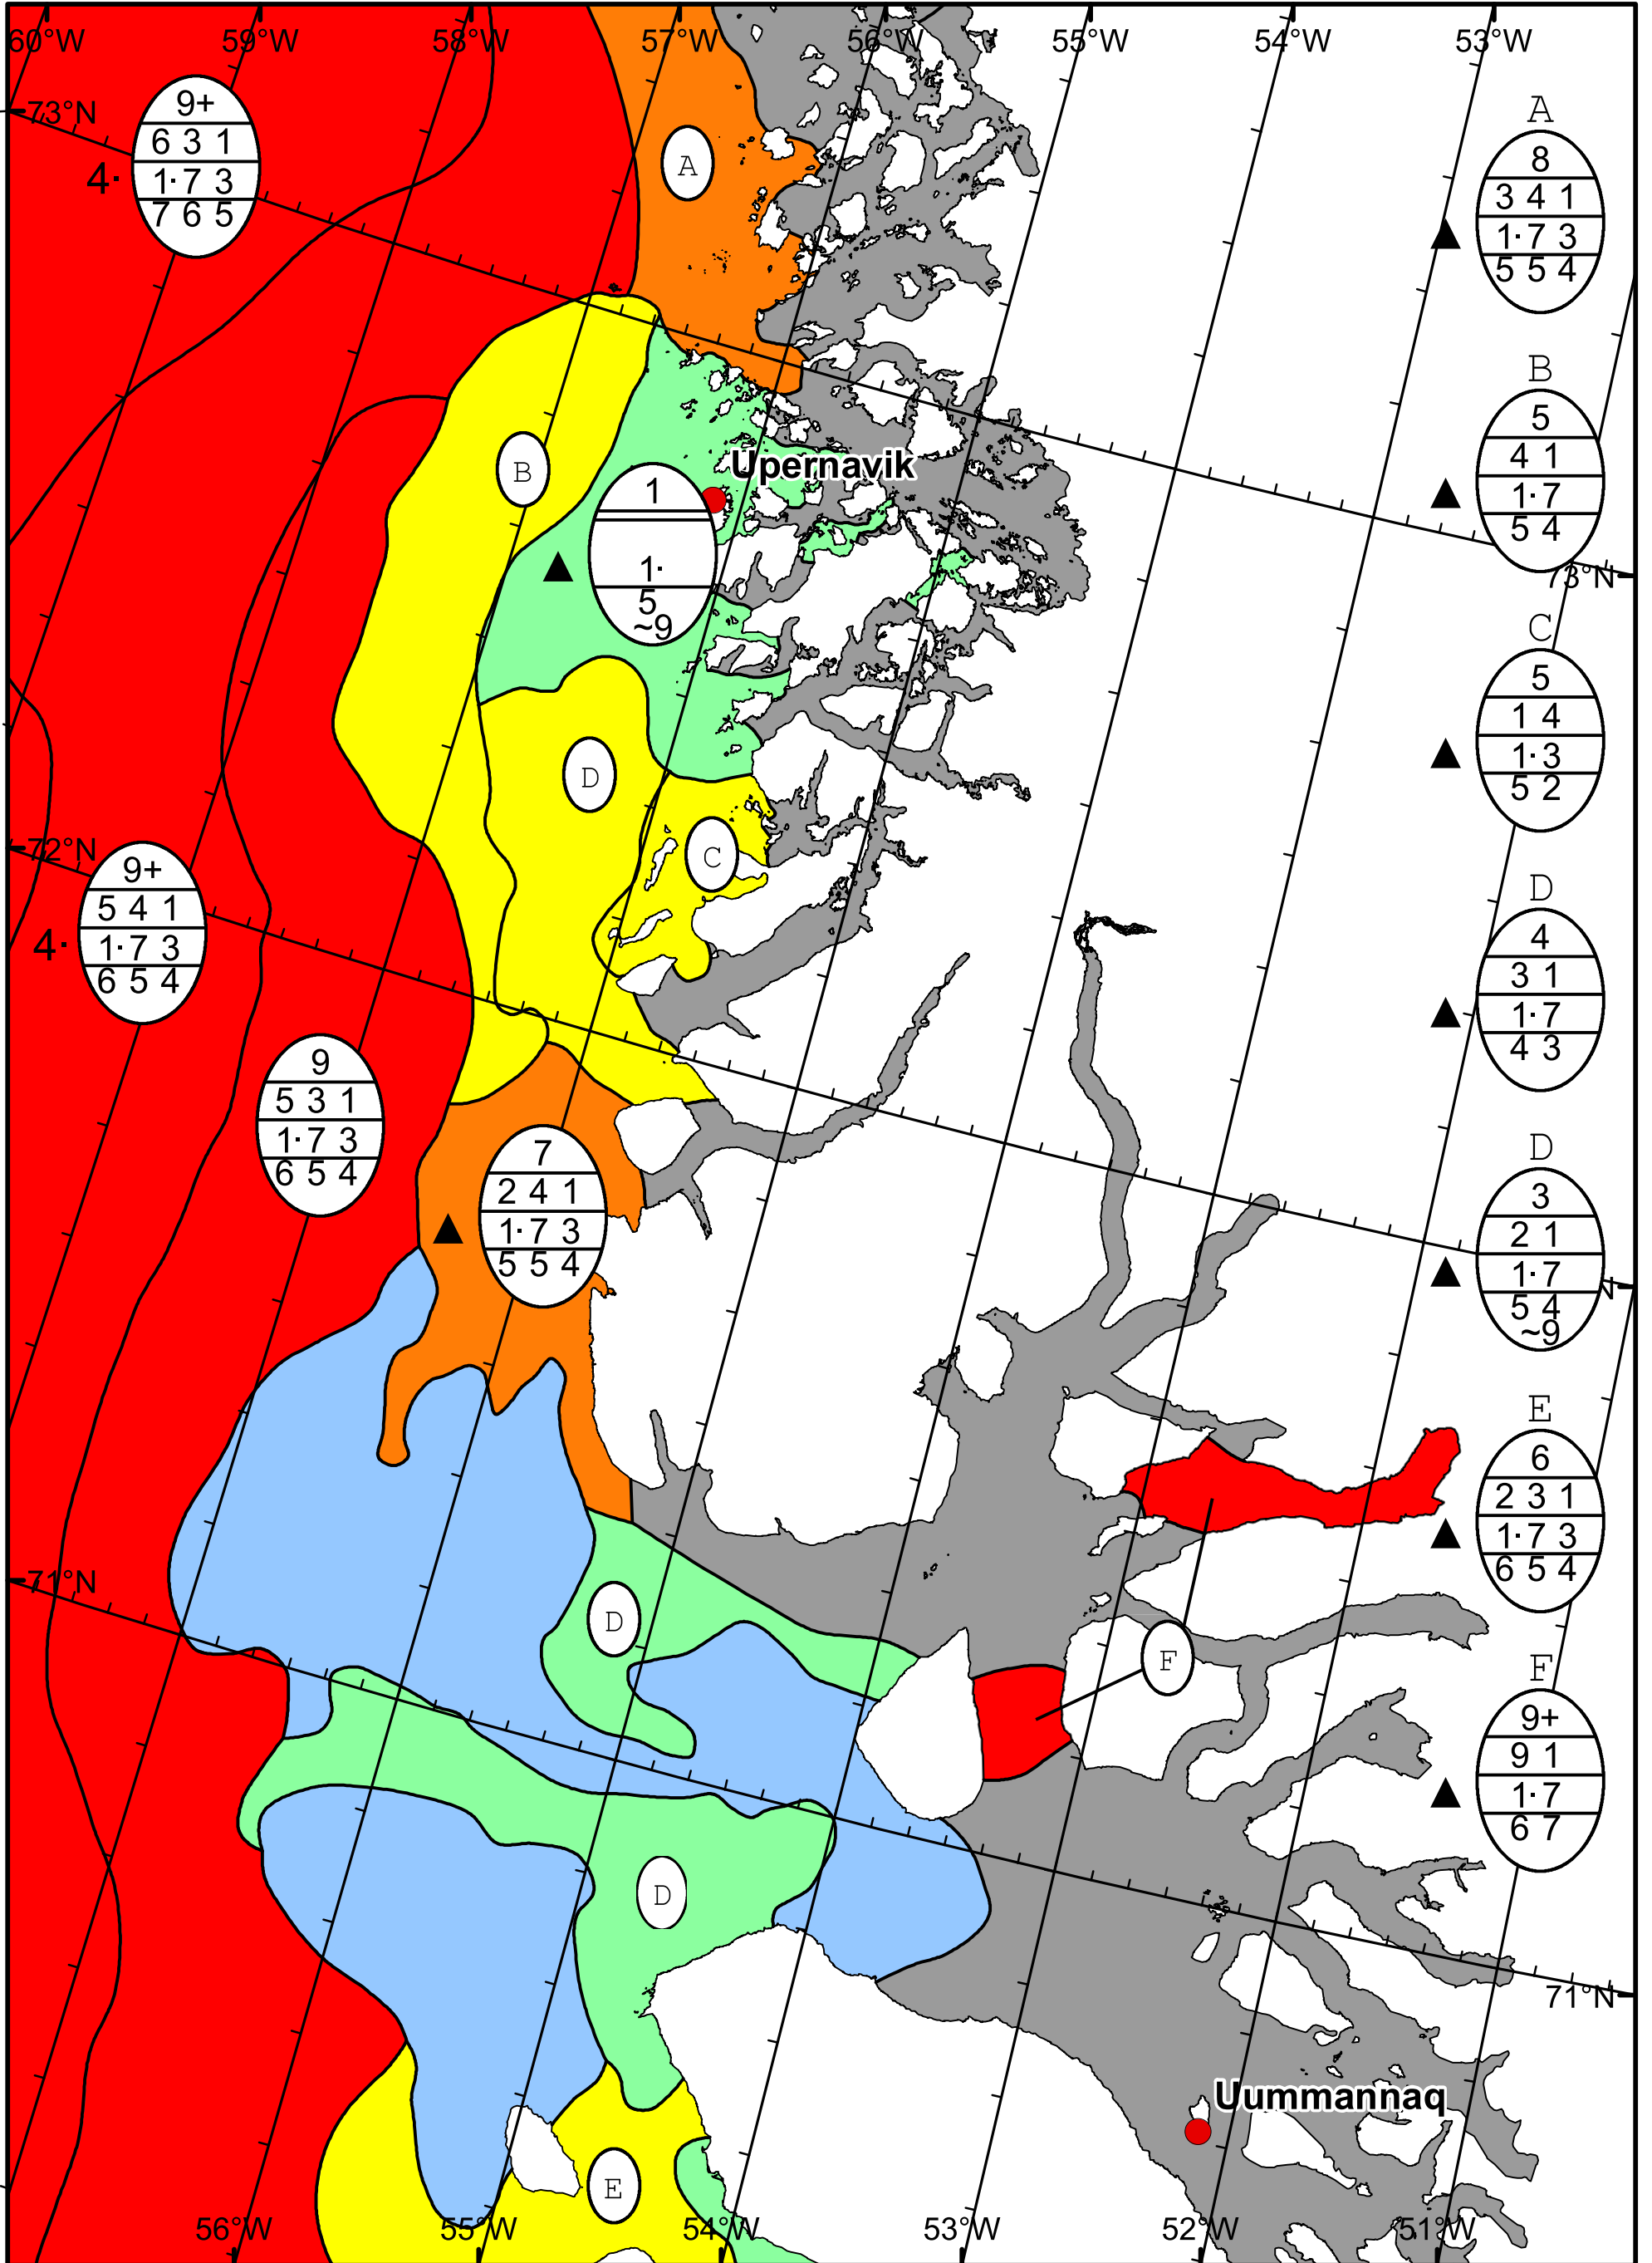 60°W 59°W 58°W 57°W 56°W 55°W 54°W 53°W
73°N
9+
6 3 1
4·
1·7 3
7 6 5
A
A
8
3 4 1
1·7 3
5 5 4
B
5
4 1
1·7
5 4
73°N
B
Upernavik
1
1·
5
~9
C
5
1 4
1·3
5 2
D
C
72°N
9+
5 4 1
4·
1·7 3
6 5 4
D
4
3 1
1·7
4 3
9
5 3 1
1·7 3
6 5 4
7
2 4 1
1·7 3
5 5 4
D
3
2 1
1·7
5 4
~9
N
E
6
2 3 1
1·7 3
6 5 4
71°N
D
F
F
9+
9 1
1·7
6 7
D
71°N
Uummannaq
E
56°W 55°W 54°W 53°W 52°W 51°W